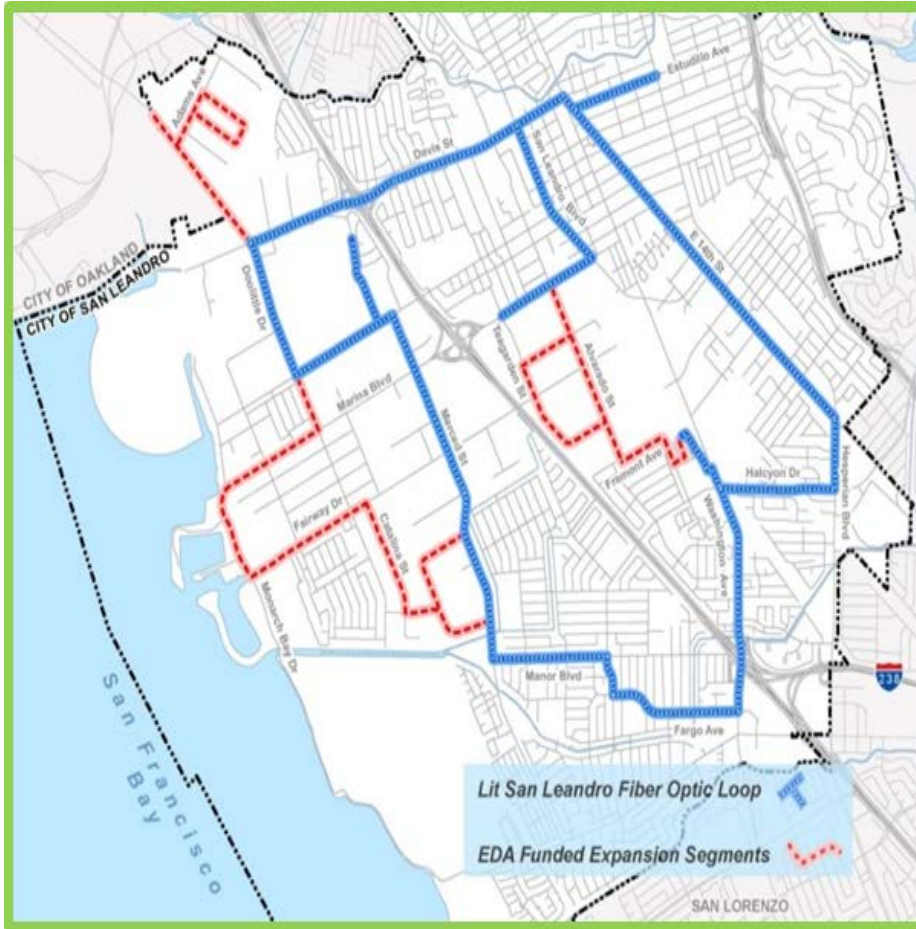 Estudillo Ave
Adams Ave
Davis St
San Leandro Blvd
E 14th St
CITY OF OAKLAND
CITY OF SAN LEANDRO
Doolittle Dr
Teagarden St
Alvarado St
Marina Blvd
Merced St
Fremont Ave
Halcyon Dr
Hesperian Blvd
Washington Ave
Fairway Dr
Catalina St
Monarch Bay Dr
Manor Blvd
238
Fargo Ave
San Francisco
Bay
Lit San Leandro Fiber Optic Loop
EDA Funded Expansion Segments
SAN LORENZO